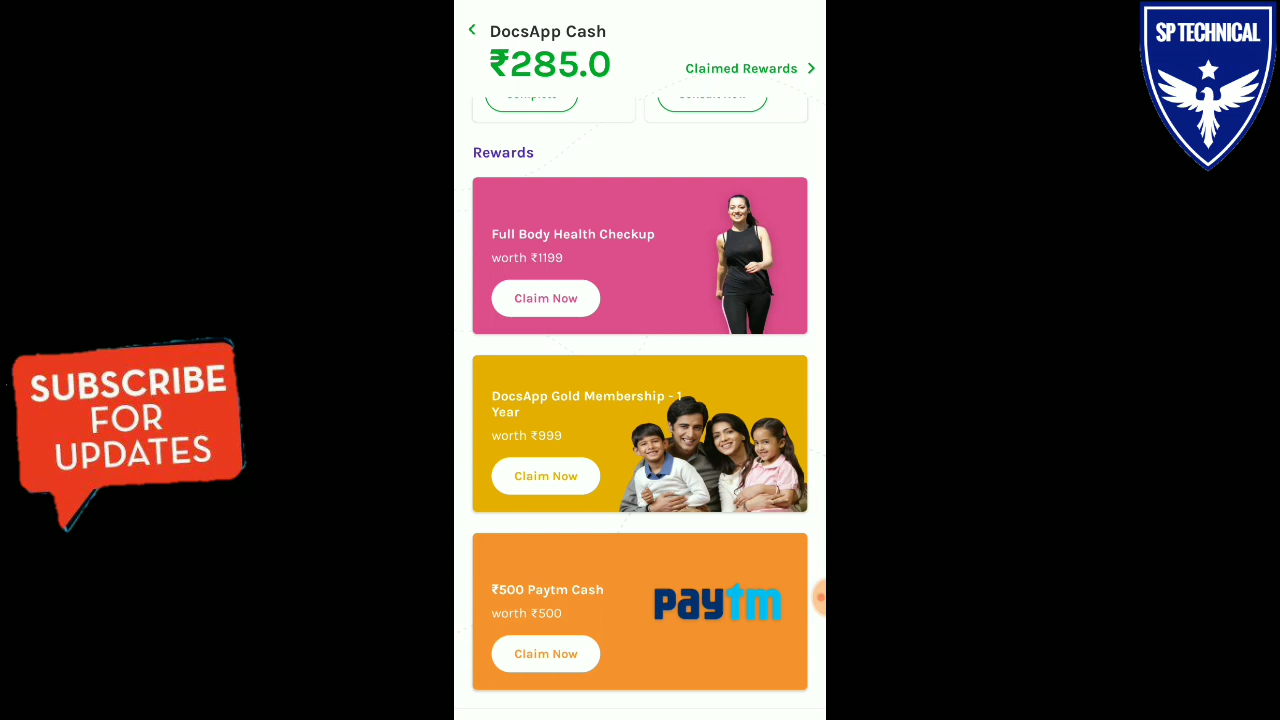 DocsApp Cash
₹285.0
Claimed Rewards
SP TECHNICAL
Rewards
Full Body Health Checkup
worth ₹1199
Claim Now
DocsApp Gold Membership - 1
Year
worth ₹999
Claim Now
₹500 Paytm Cash
worth ₹500
Claim Now
paytm
SUBSCRIBE
FOR
UPDATES